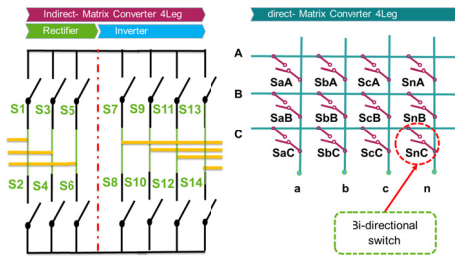 Indirect- Matrix Converter 4Leg
Rectifier
Inverter
S1 S3 S5 S7 S9 S11 S13
S2 S4 S6 S8 S10 S12 S14
direct- Matrix Converter 4Leg
A
SaA SbA ScA SnA
B
SaB SbB ScB SnB
C
SaC SbC ScC SnC
a b c n
Bi-directional
switch